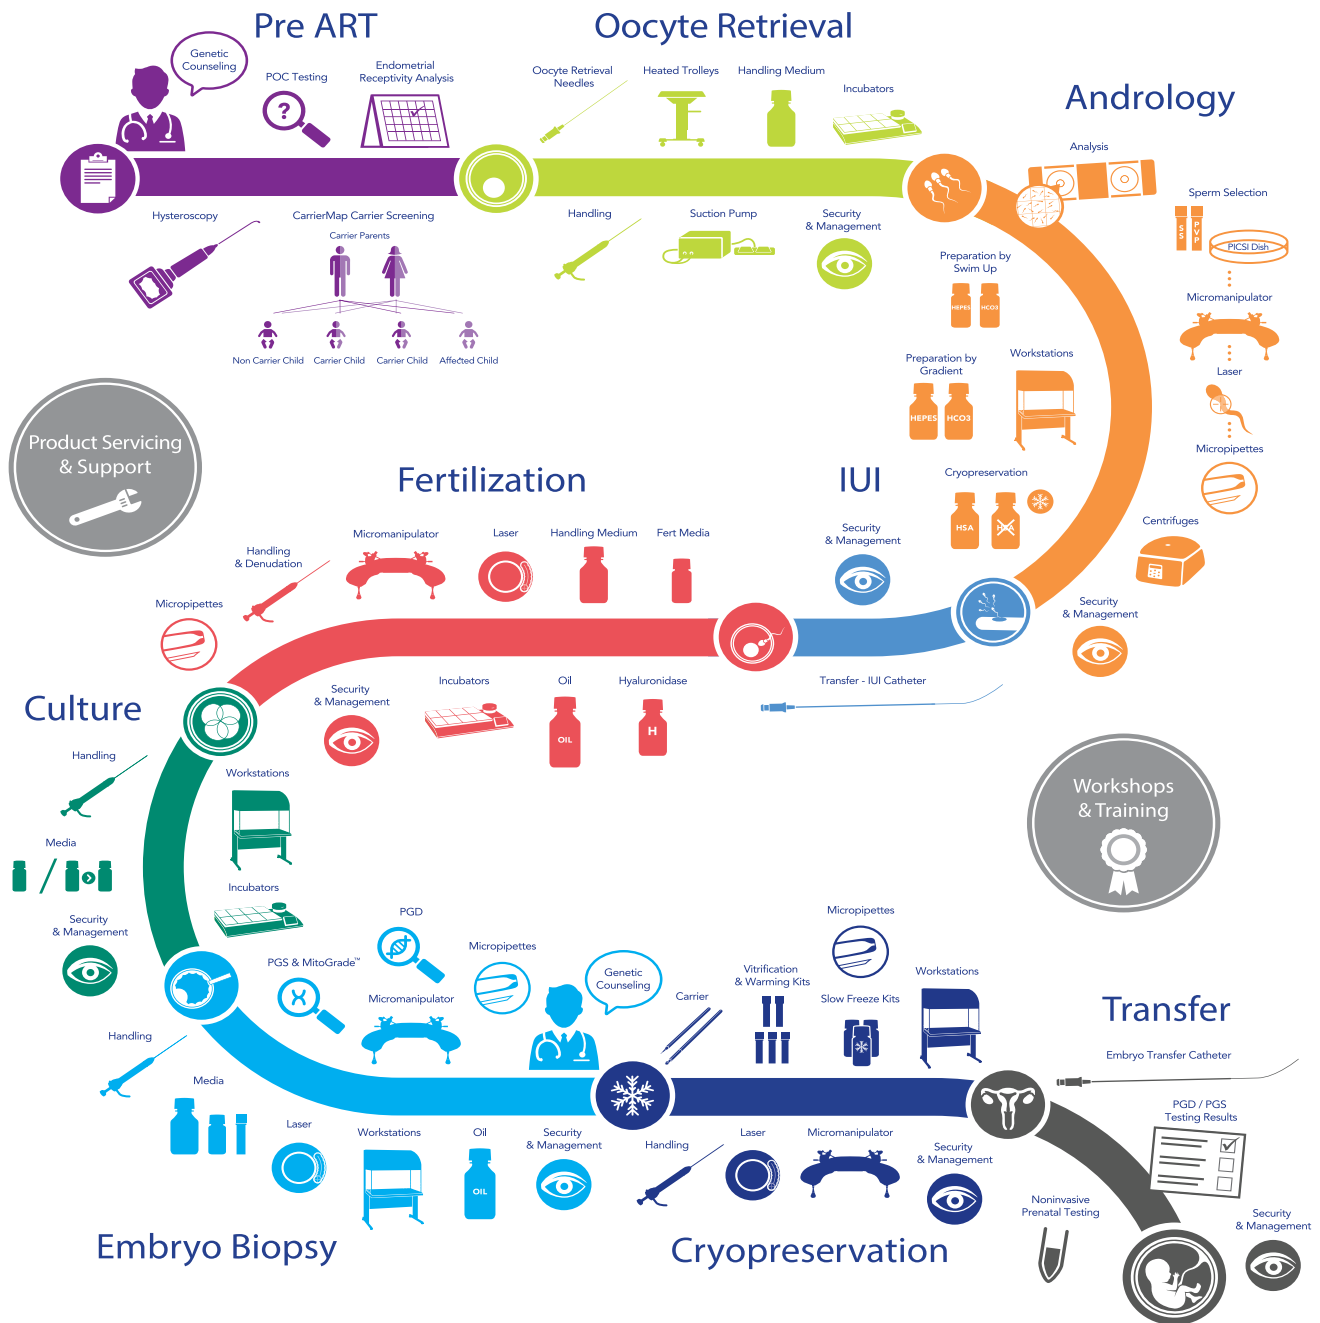 Pre ART
Genetic
Counseling
POC Testing
Endometrial
Receptivity Analysis
Hysteroscopy
CarrierMap Carrier Screening
Carrier Parents
Non Carrier Child
Carrier Child
Carrier Child
Affected Child
Oocyte Retrieval
Oocyte Retrieval
Needles
Heated Trolleys
Handling Medium
Incubators
Handling
Suction Pump
Security
& Management
Andrology
Analysis
Sperm Selection
SS
PVP
PICSI Dish
Preparation by
Swim Up
HEPES
HCO3
Micromanipulator
Preparation by
Gradient
HEPES
HCO3
Workstations
Laser
Micropipettes
Cryopreservation
HSA
HSA
Centrifuges
Security
& Management
Product Servicing
& Support
IUI
Security
& Management
Transfer - IUI Catheter
Fertilization
Micromanipulator
Laser
Handling Medium
Fert Media
Handling
& Denudation
Micropipettes
Security
& Management
Incubators
Oil
OIL
Hyaluronidase
H
Culture
Handling
Workstations
Media
Incubators
Security
& Management
Workshops
& Training
PGD
PGS & MitoGrade™
Micropipettes
Micromanipulator
Genetic
Counseling
Handling
Media
Laser
Workstations
Oil
OIL
Security
& Management
Embryo Biopsy
Carrier
Vitrification
& Warming Kits
Micropipettes
Slow Freeze Kits
Workstations
Handling
Laser
Micromanipulator
Security
& Management
Cryopreservation
Transfer
Embryo Transfer Catheter
PGD / PGS
Testing Results
Noninvasive
Prenatal Testing
Security
& Management